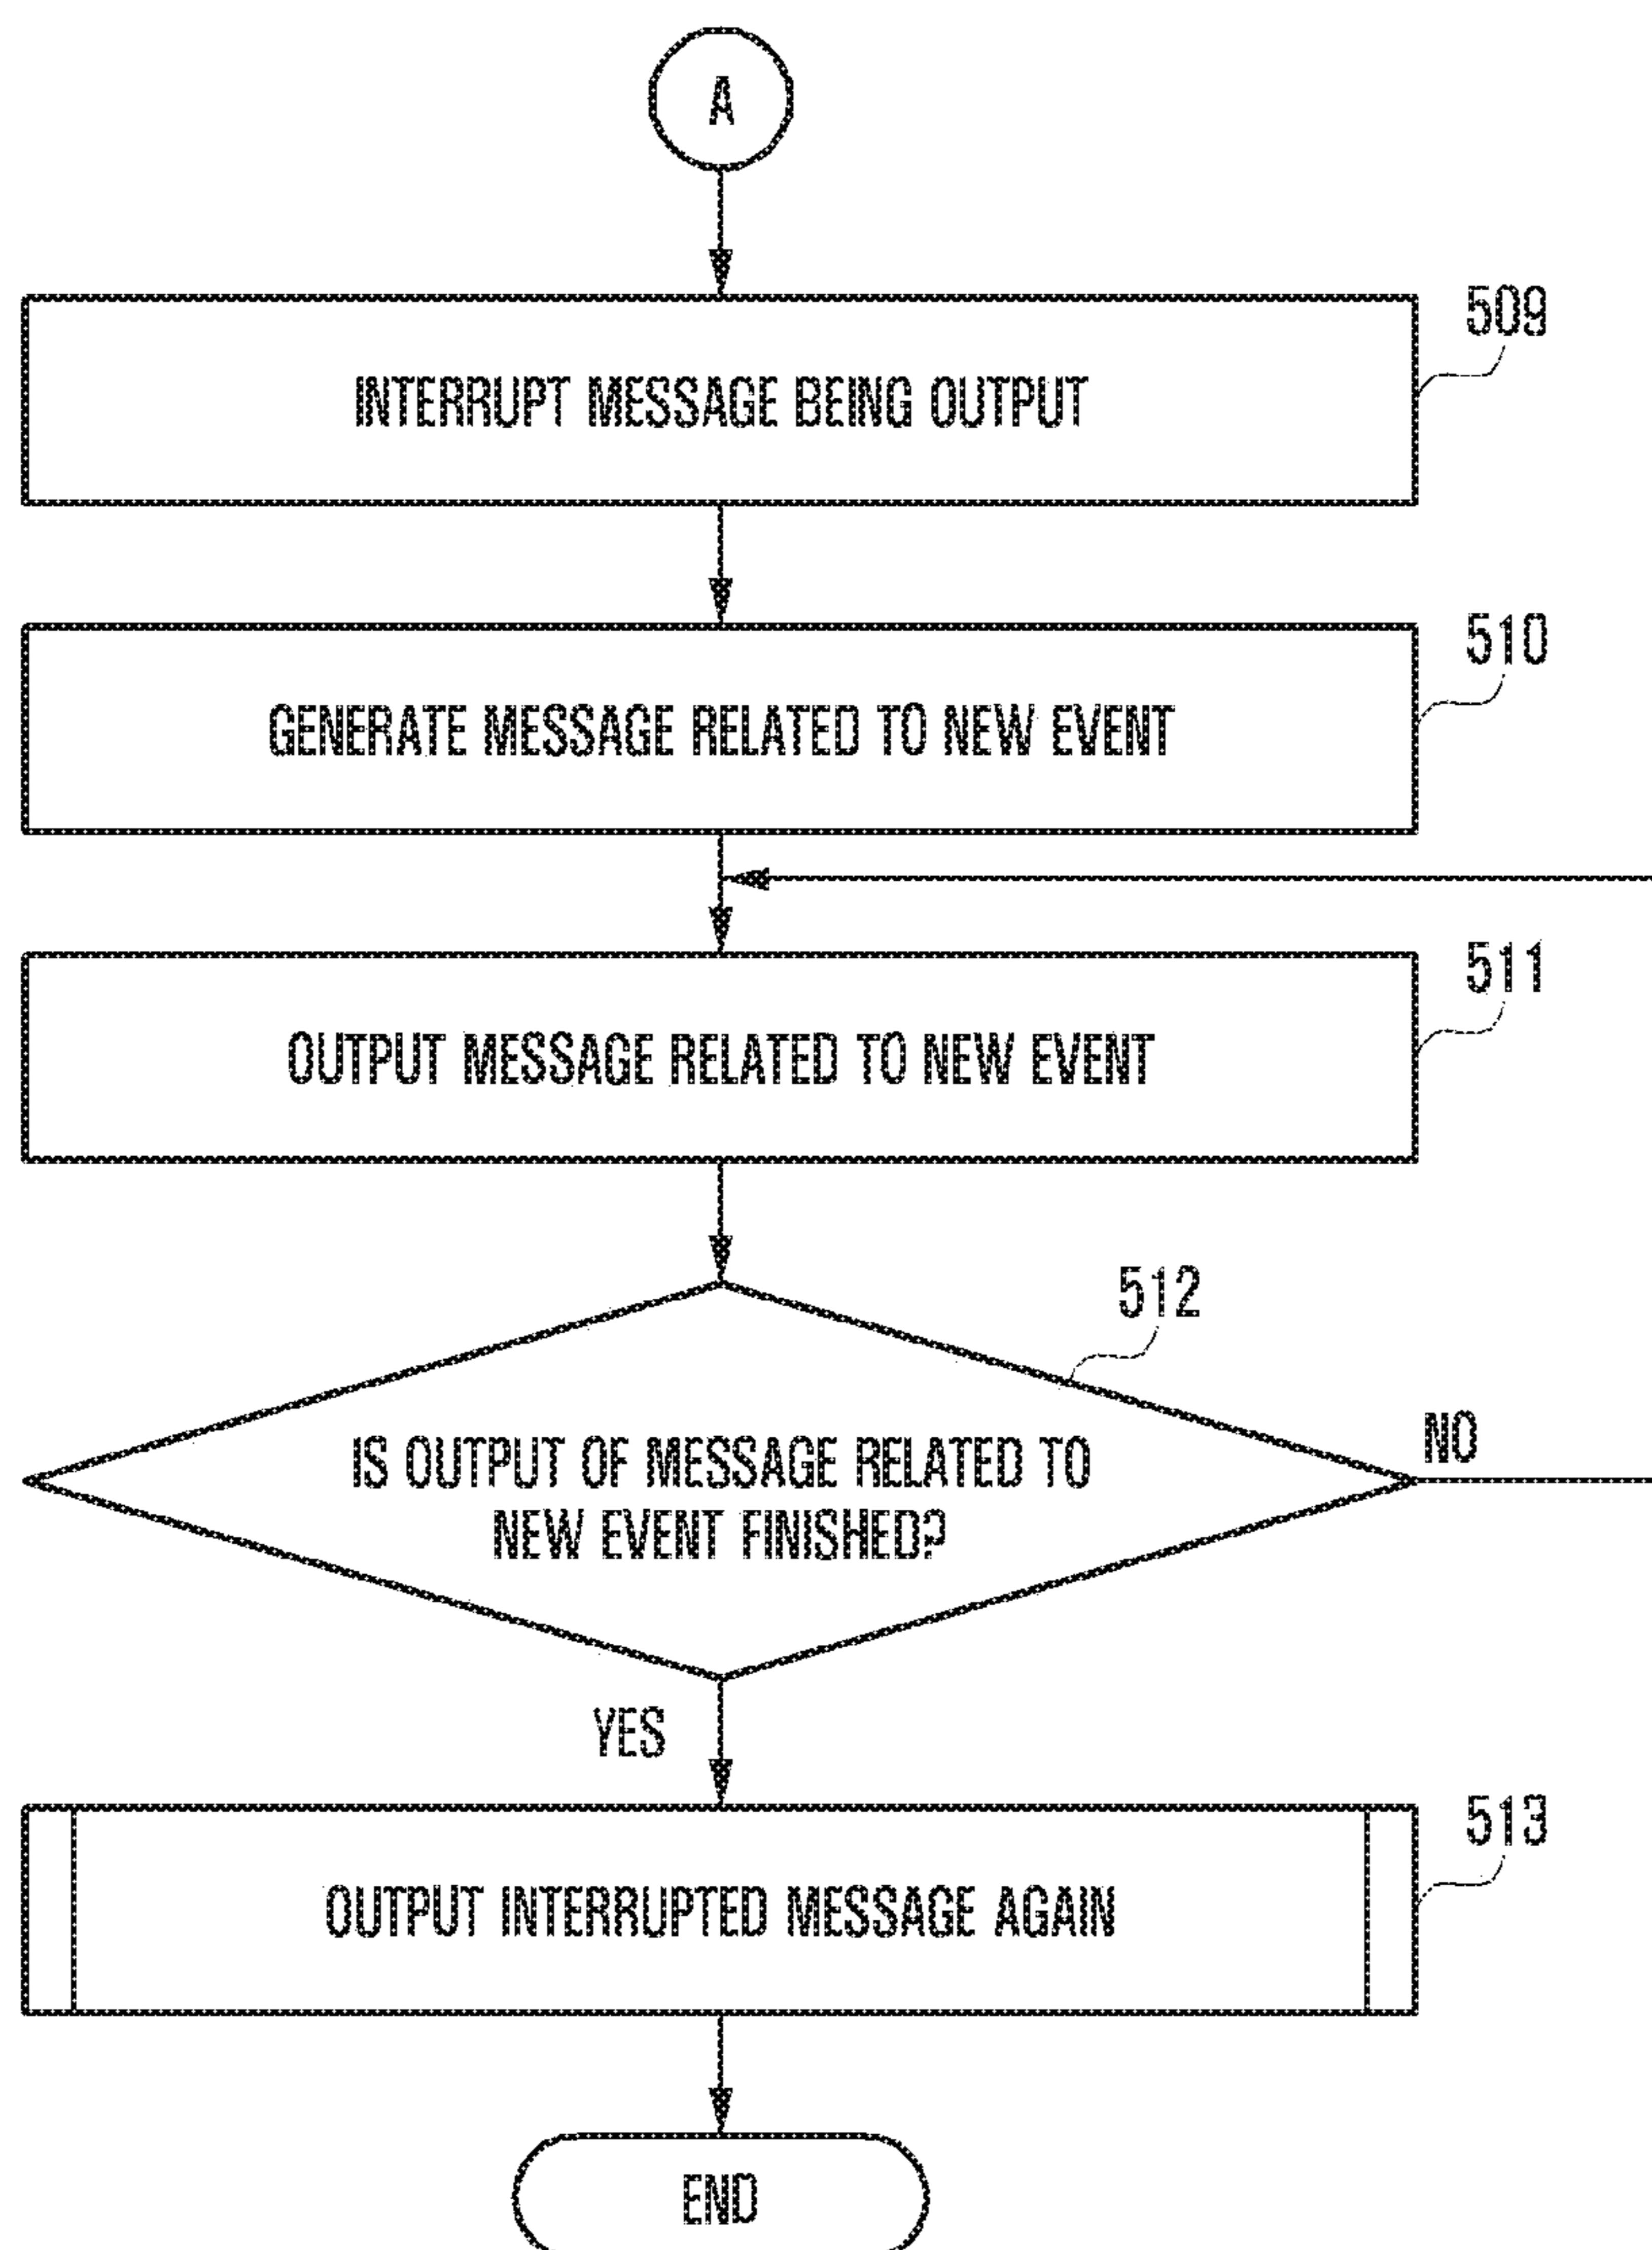 A
509
INTERRUPT MESSAGE BEING OUTPUT
510
GENERATE MESSAGE RELATED TO NEW EVENT
511
OUTPUT MESSAGE RELATED TO NEW EVENT
512
IS OUTPUT OF MESSAGE RELATED TO
NEW EVENT FINISHED?
NO
YES
513
OUTPUT INTERRUPTED MESSAGE AGAIN
END